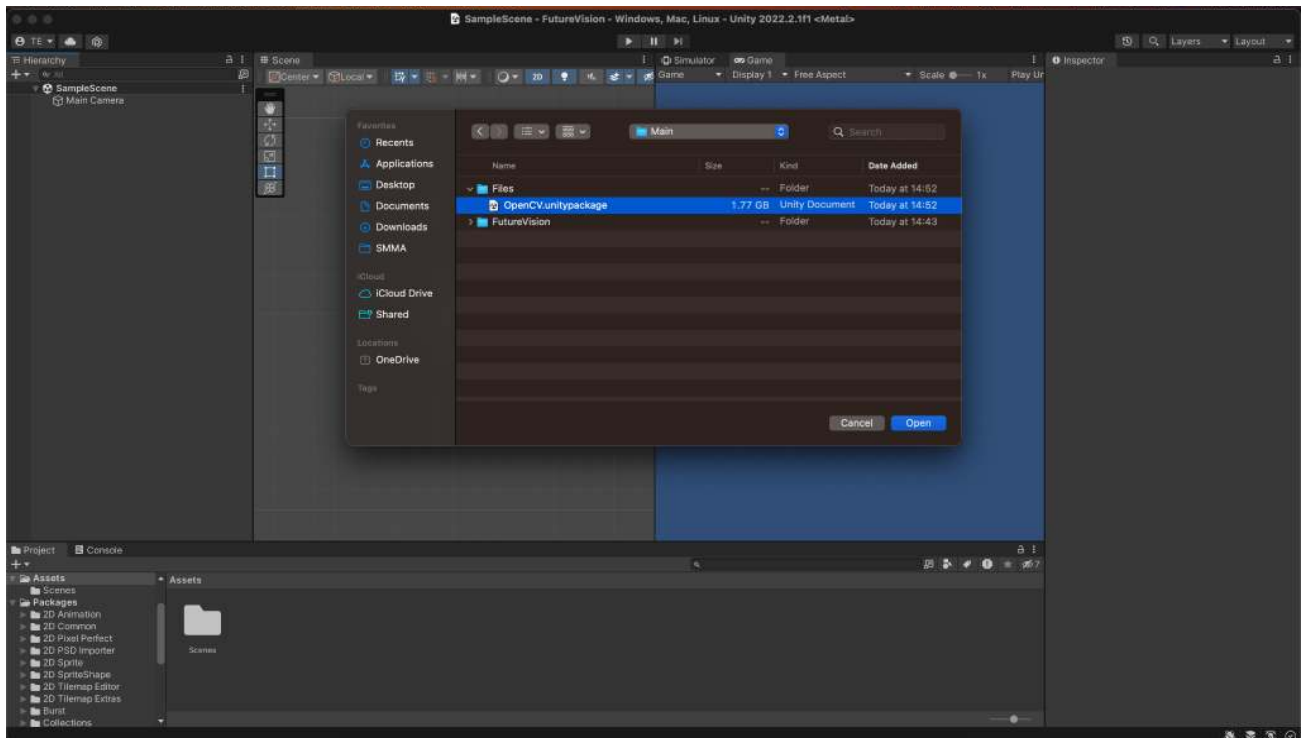 SampleScene - FutureVision - Windows, Mac, Linux - Unity 2022.2.1f1 <Metal>
TE
Layers
Layout
Hierarchy
All
SampleScene
Main Camera
Scene
Center
Local
2D
Simulator
Game
Game
Display 1
Free Aspect
Scale
1x
Play Un
Inspector
Favorites
Recents
Applications
Desktop
Documents
Downloads
SMMA
iCloud
iCloud Drive
Shared
Locations
OneDrive
Tags
Main
Search
Name
Size
Kind
Date Added
Files
--
Folder
Today at 14:52
OpenCV.unitypackage
1.77 GB
Unity Document
Today at 14:52
FutureVision
--
Folder
Today at 14:43
Cancel
Open
Project
Console
Assets
Scenes
Packages
2D Animation
2D Common
2D Pixel Perfect
2D PSD Importer
2D Sprite
2D SpriteShape
2D Tilemap Editor
2D Tilemap Extras
Burst
Collections
Assets
Scenes
7